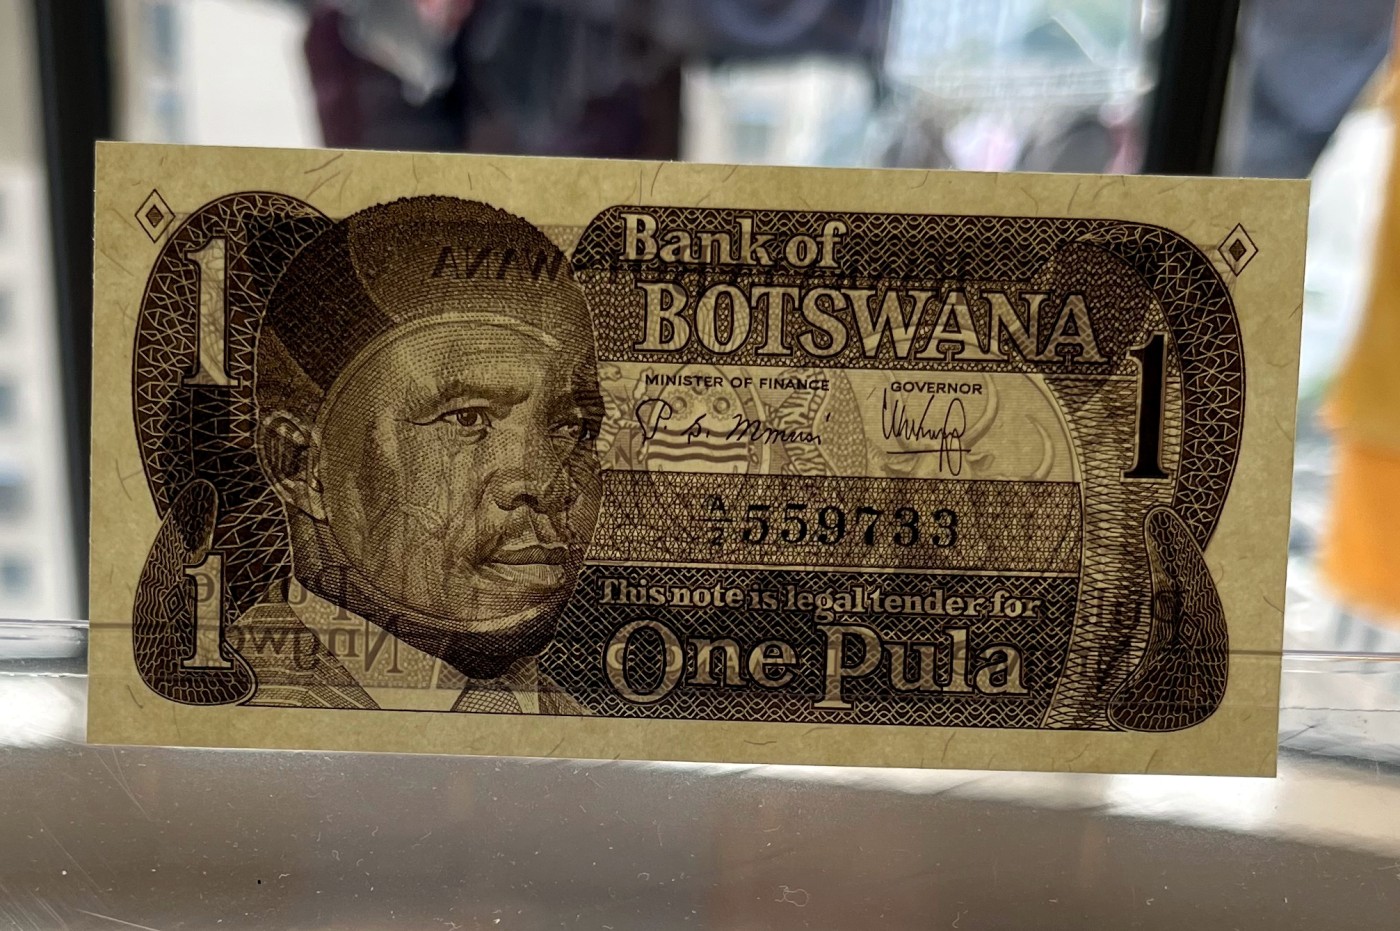 1
Bank of
BOTSWANA
MINISTER OF FINANCE
GOVERNOR
1
P. S. Mmusi
A/2 559733
This note is legal tender for
1
One Pula